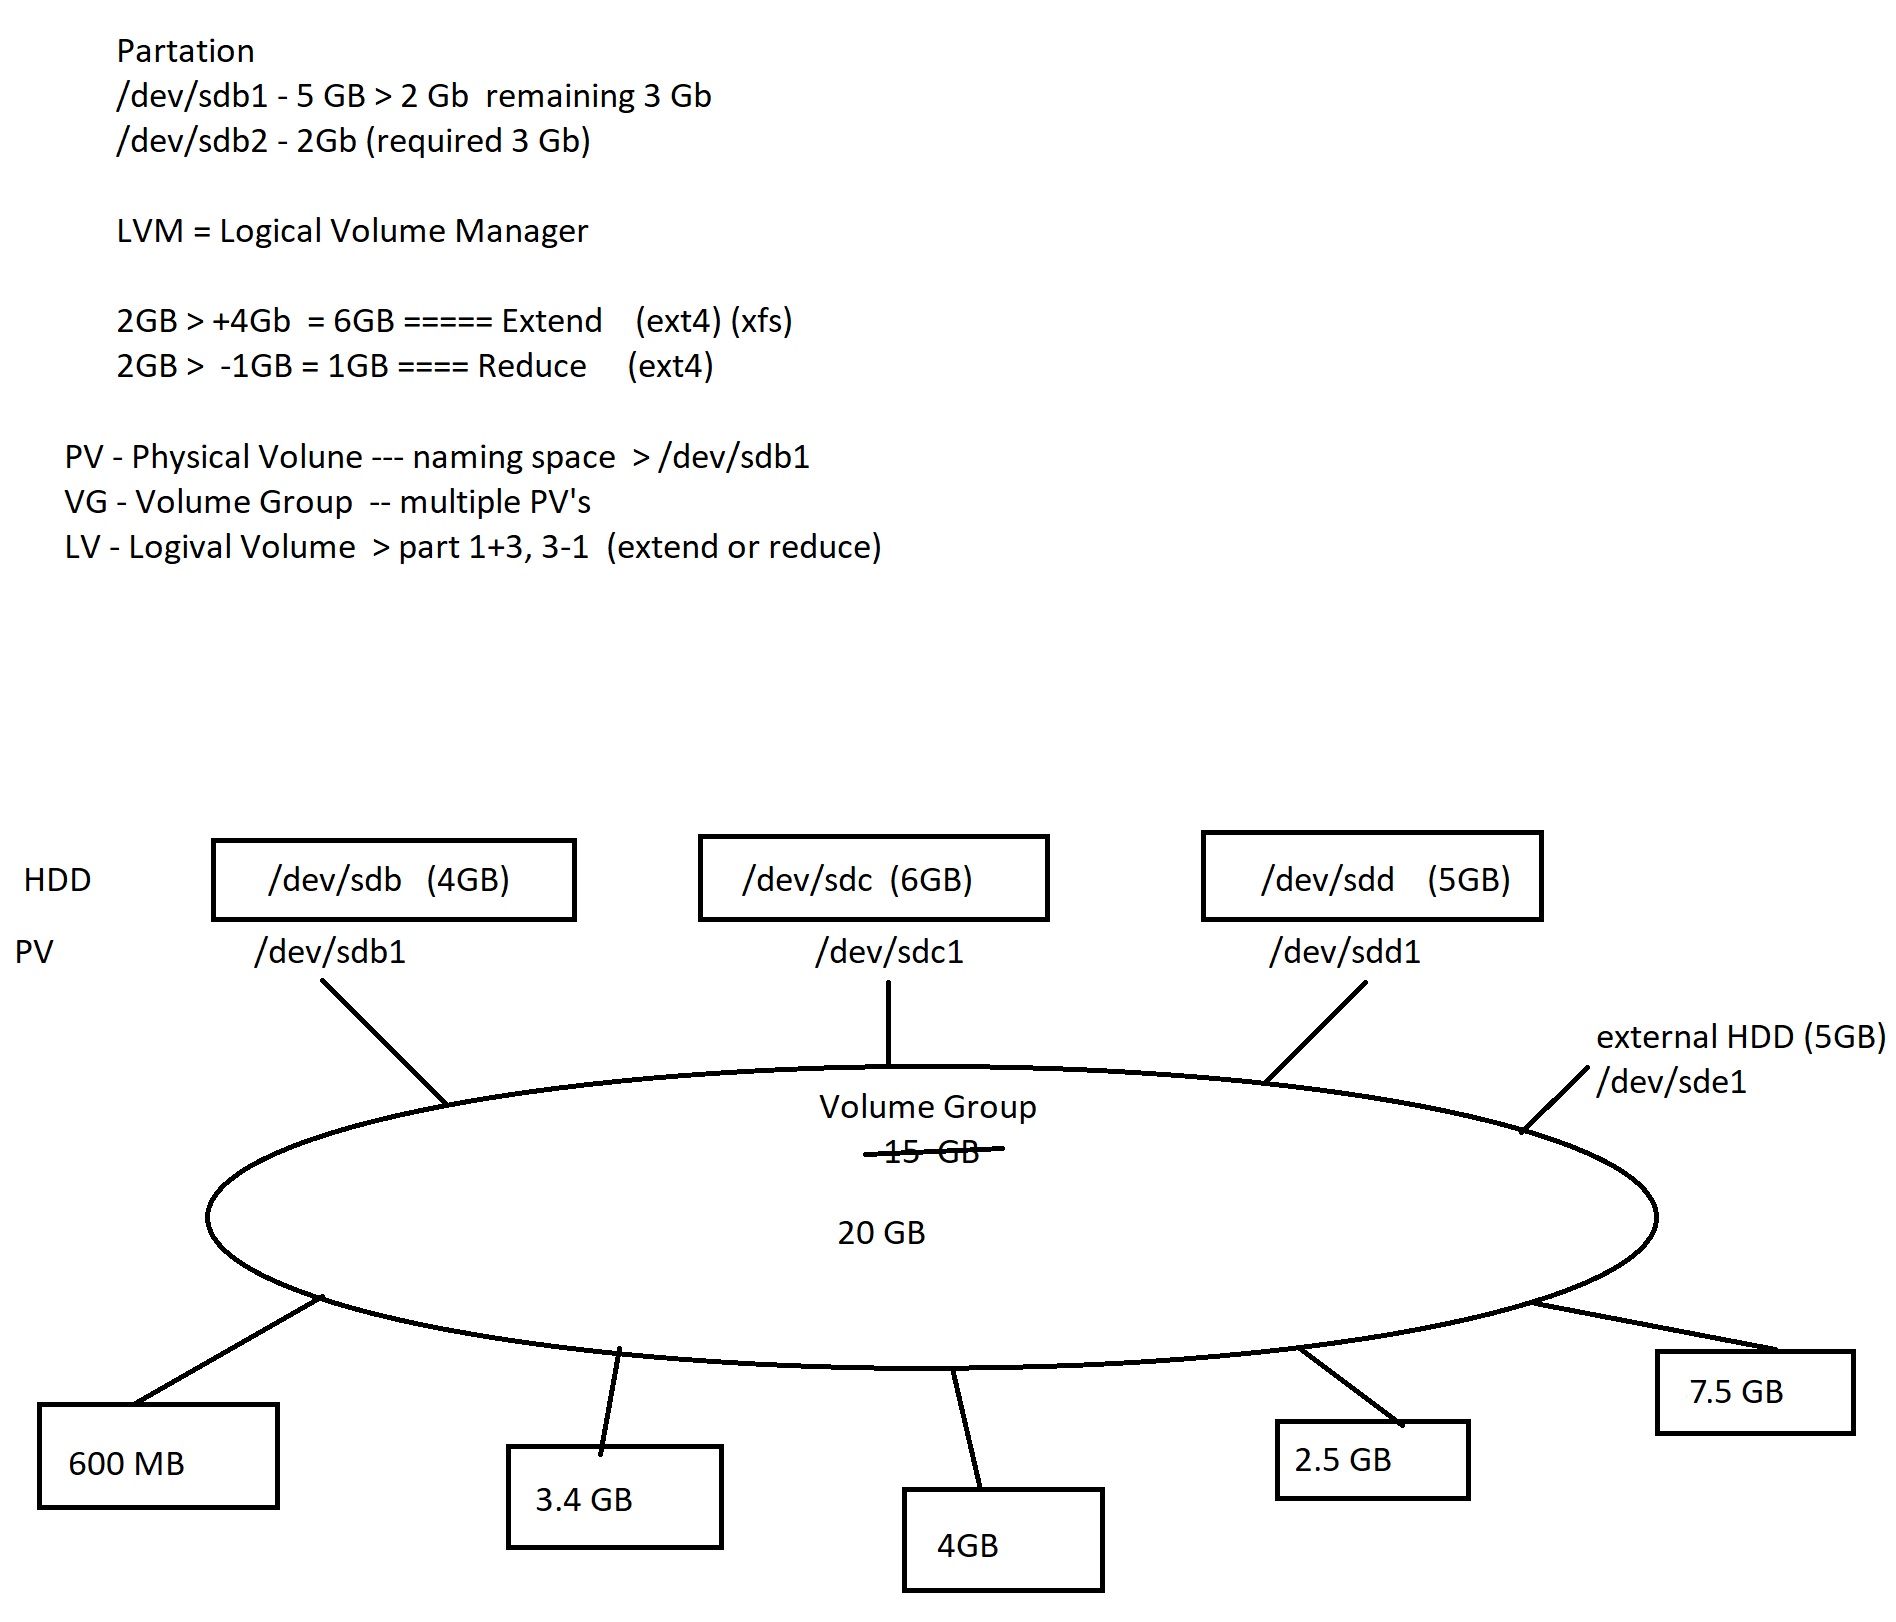 Partation
/dev/sdb1 - 5 GB > 2 Gb  remaining 3 Gb
/dev/sdb2 - 2Gb (required 3 Gb)
LVM = Logical Volume Manager
2GB > +4Gb  = 6GB ===== Extend    (ext4) (xfs)
2GB >  -1GB = 1GB ==== Reduce     (ext4)
PV - Physical Volune --- naming space  > /dev/sdb1
VG - Volume Group  -- multiple PV's
LV - Logival Volume  > part 1+3, 3-1  (extend or reduce)
HDD
/dev/sdb   (4GB)
/dev/sdc  (6GB)
/dev/sdd    (5GB)
PV
/dev/sdb1
/dev/sdc1
/dev/sdd1
external HDD (5GB)
/dev/sde1
Volume Group
15  GB
20 GB
600 MB
3.4 GB
4GB
2.5 GB
7.5 GB